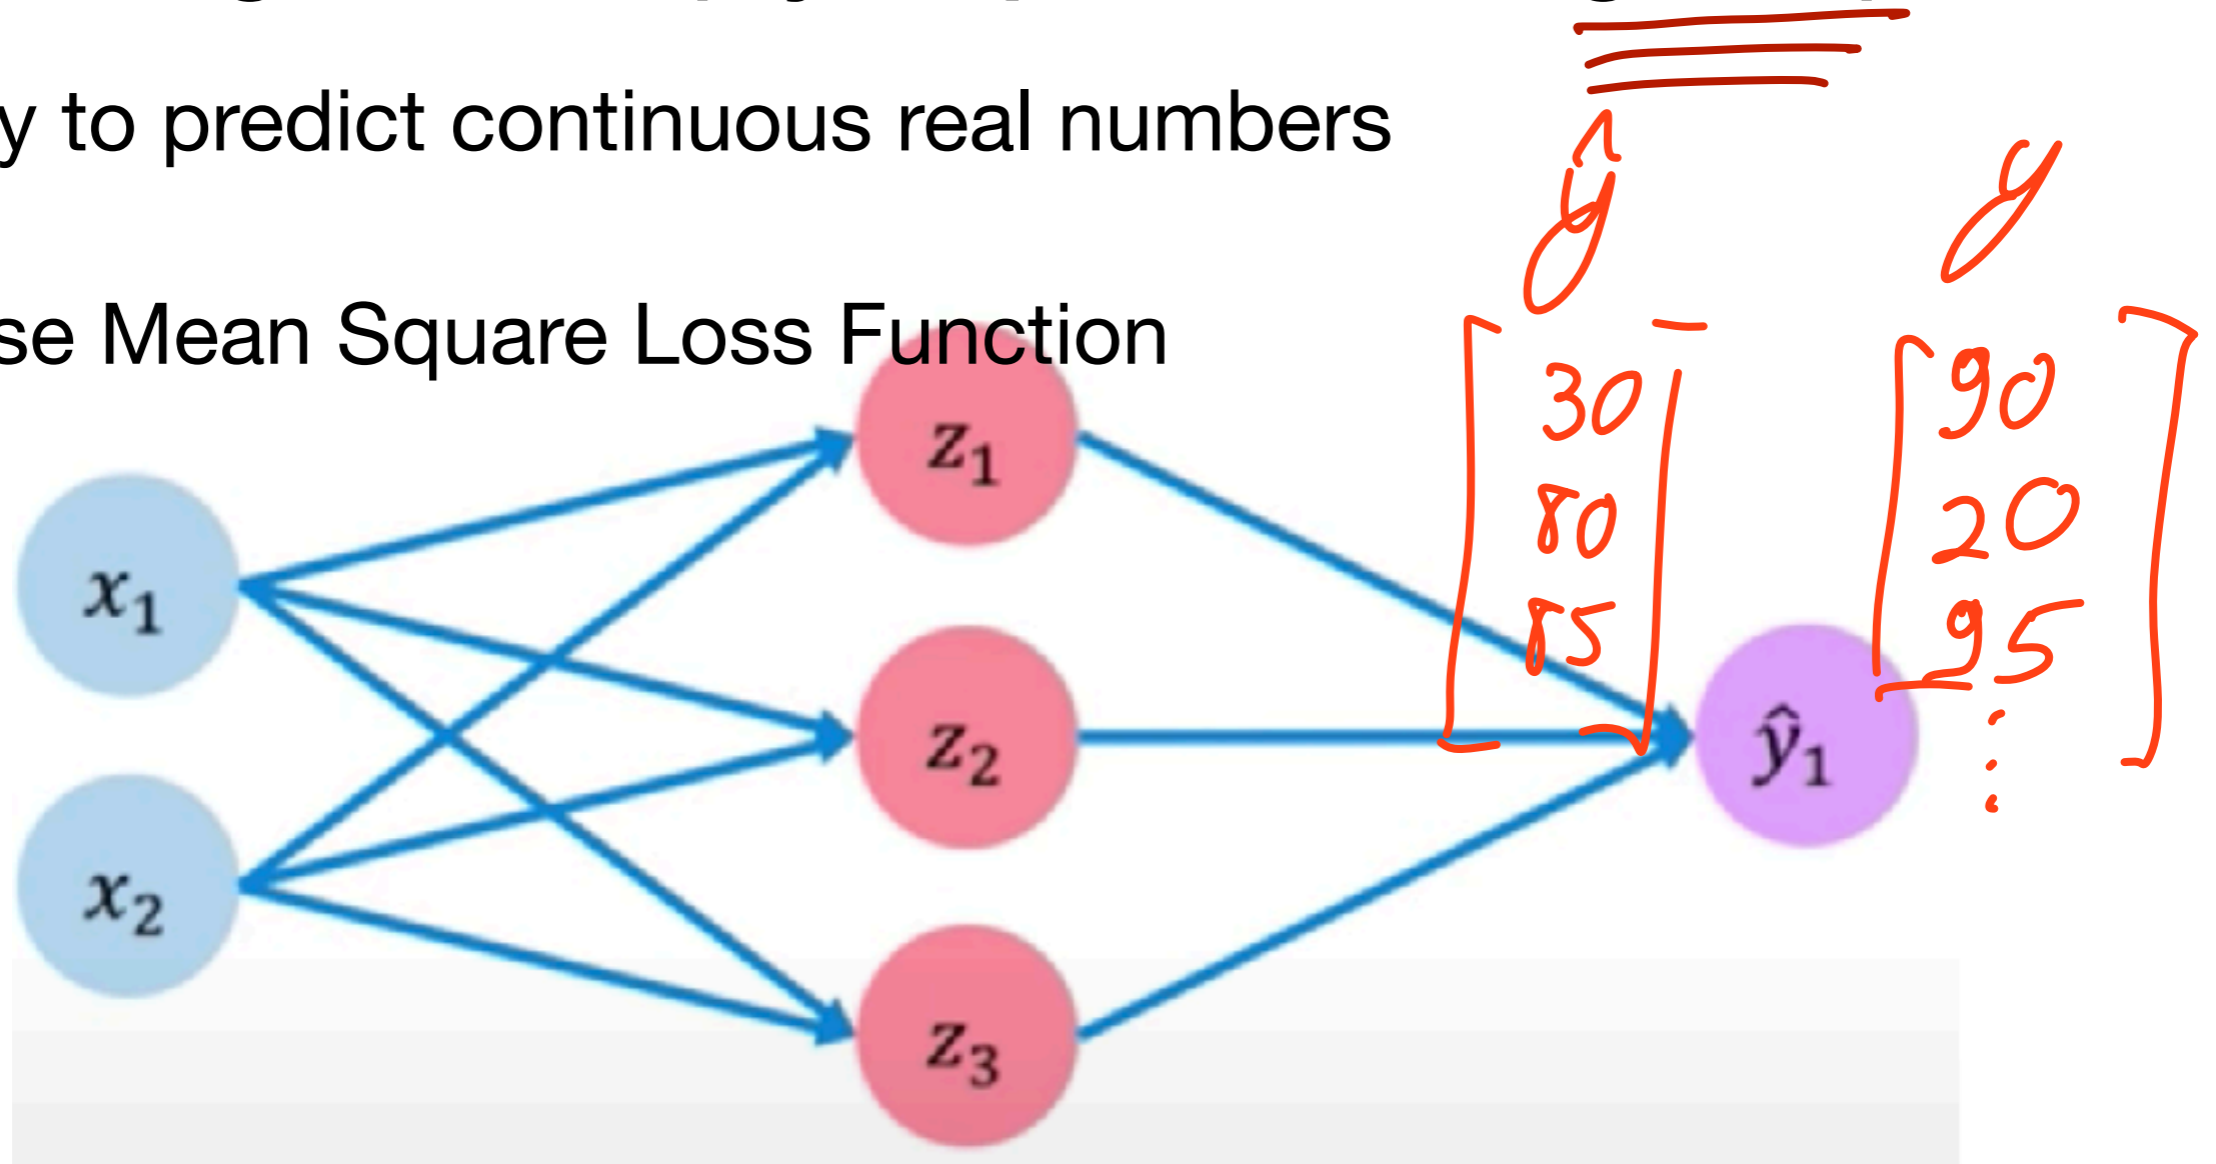 y to predict continuous real numbers
ŷ y
se Mean Square Loss Function
30 90
80 20
85 95
z₁
x₁
z₂
ŷ₁
x₂
z₃